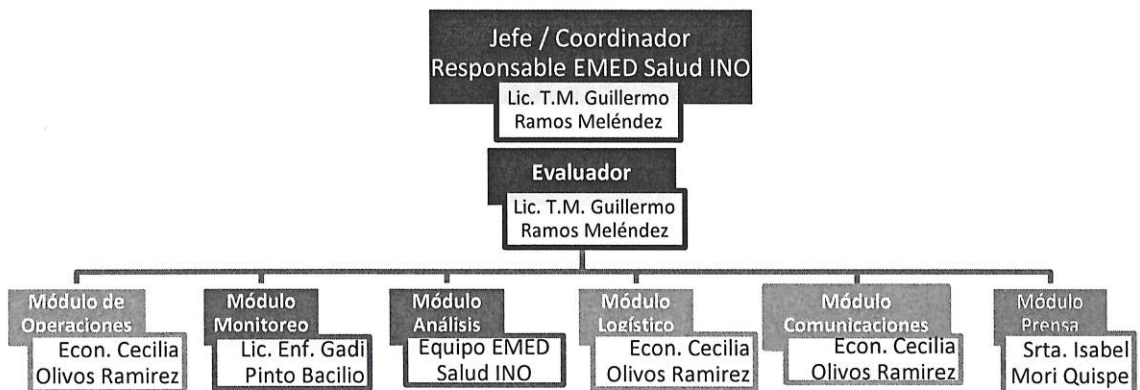 Jefe / Coordinador
Responsable EMED Salud INO
Lic. T.M. Guillermo
Ramos Meléndez
Evaluador
Lic. T.M. Guillermo
Ramos Meléndez
Módulo de
Operaciones
Econ. Cecilia
Olivos Ramirez
Módulo
Monitoreo
Lic. Enf. Gadi
Pinto Bacilio
Módulo
Análisis
Equipo EMED
Salud INO
Módulo
Logístico
Econ. Cecilia
Olivos Ramirez
Módulo
Comunicaciones
Econ. Cecilia
Olivos Ramirez
Módulo
Prensa
Srta. Isabel
Mori Quispe